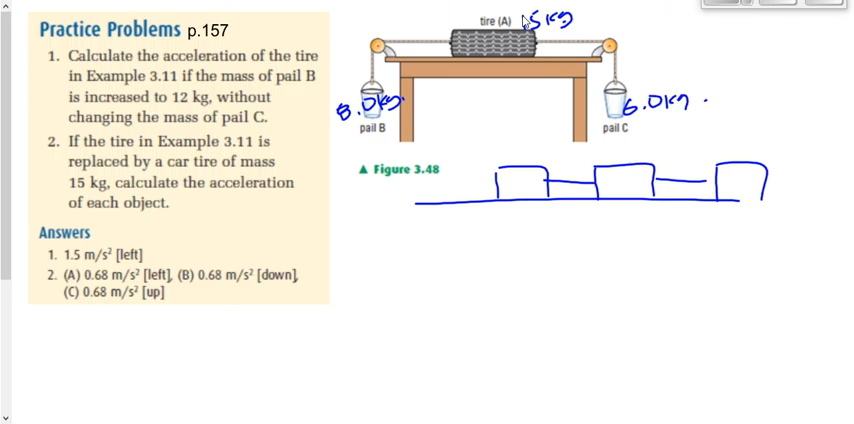 Practice Problems p.157
1. Calculate the acceleration of the tire
in Example 3.11 if the mass of pail B
is increased to 12 kg, without
changing the mass of pail C.
2. If the tire in Example 3.11 is
replaced by a car tire of mass
15 kg, calculate the acceleration
of each object.
Answers
1. 1.5 m/s² [left]
2. (A) 0.68 m/s² [left], (B) 0.68 m/s² [down],
(C) 0.68 m/s² [up]
tire (A)
15 kg
8.0kg.
6.0kg.
pail B
pail C
▲ Figure 3.48